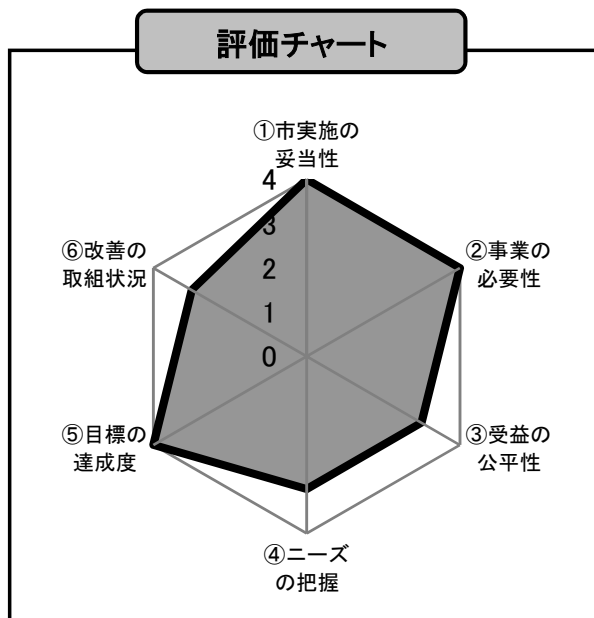 評価チャート
①市実施の
妥当性
4
3
2
1
0
②事業の
必要性
③受益の
公平性
④ニーズ
の把握
⑤目標の
達成度
⑥改善の
取組状況